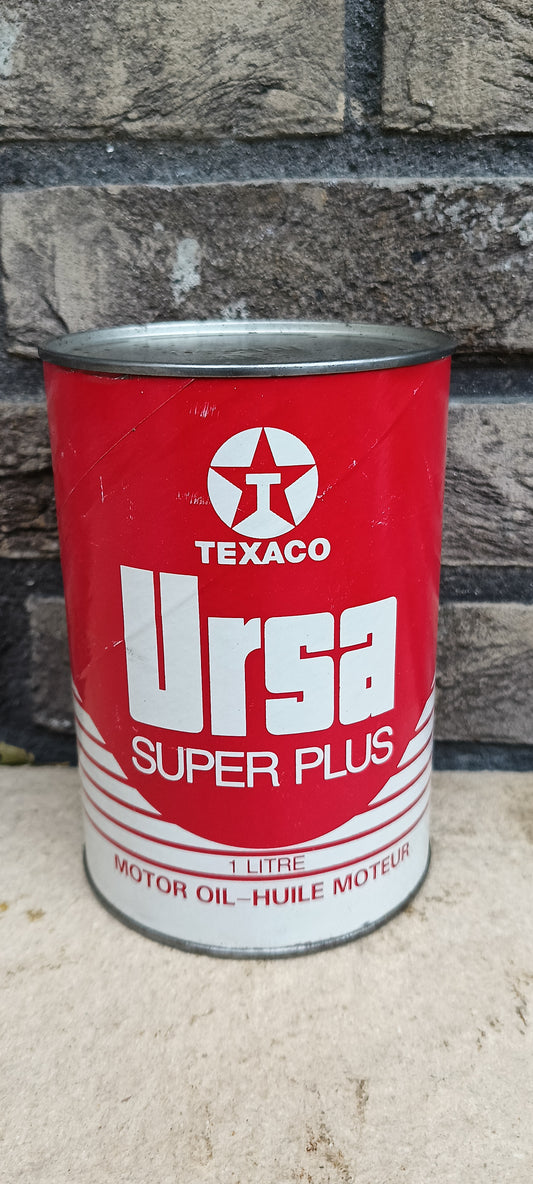 T
TEXACO
Ursa
SUPER PLUS
1 LITRE
MOTOR OIL-HUILE MOTEUR